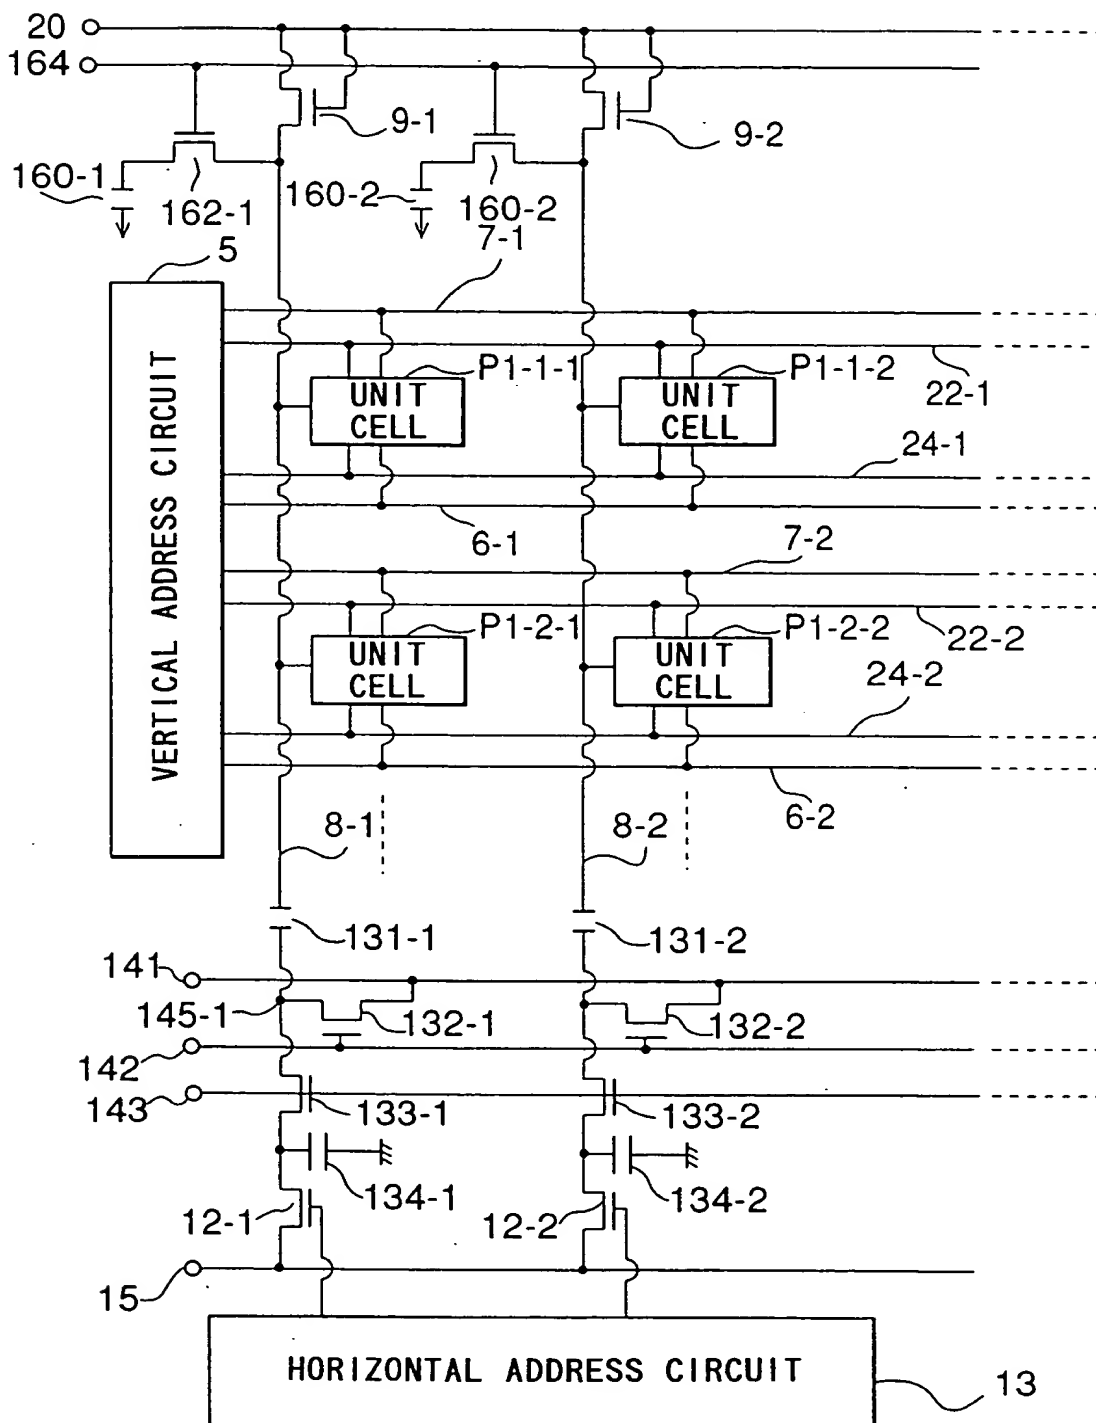 20
164
9-1
9-2
160-1
162-1
160-2
160-2
5
7-1
VERTICAL ADDRESS CIRCUIT
P1-1-1
UNIT
CELL
P1-1-2
UNIT
CELL
22-1
24-1
6-1
7-2
P1-2-1
UNIT
CELL
P1-2-2
UNIT
CELL
22-2
24-2
6-2
8-1
8-2
131-1
131-2
141
145-1
132-1
132-2
142
143
133-1
133-2
134-1
134-2
12-1
12-2
15
HORIZONTAL ADDRESS CIRCUIT
13